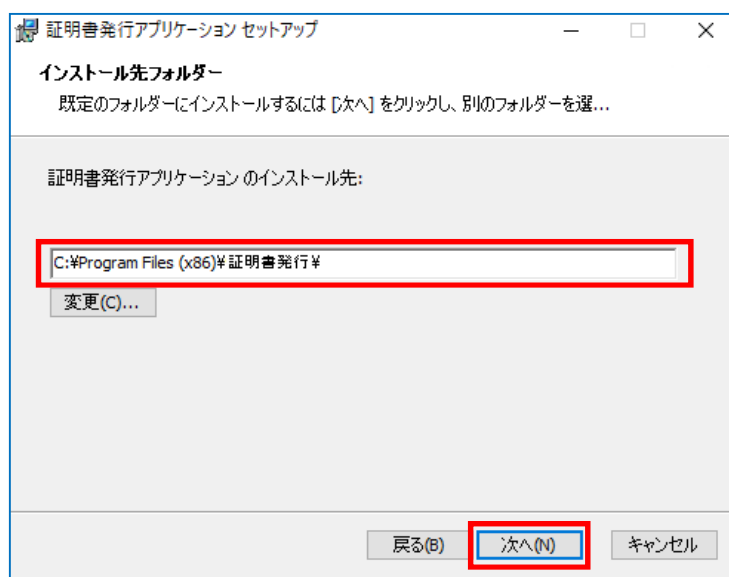 証明書発行アプリケーション セットアップ
インストール先フォルダー
既定のフォルダーにインストールするには [次へ] をクリックし、別のフォルダーを選...
証明書発行アプリケーション のインストール先:
C:¥Program Files (x86)¥証明書発行¥
変更(C)...
戻る(B) 次へ(N) キャンセル